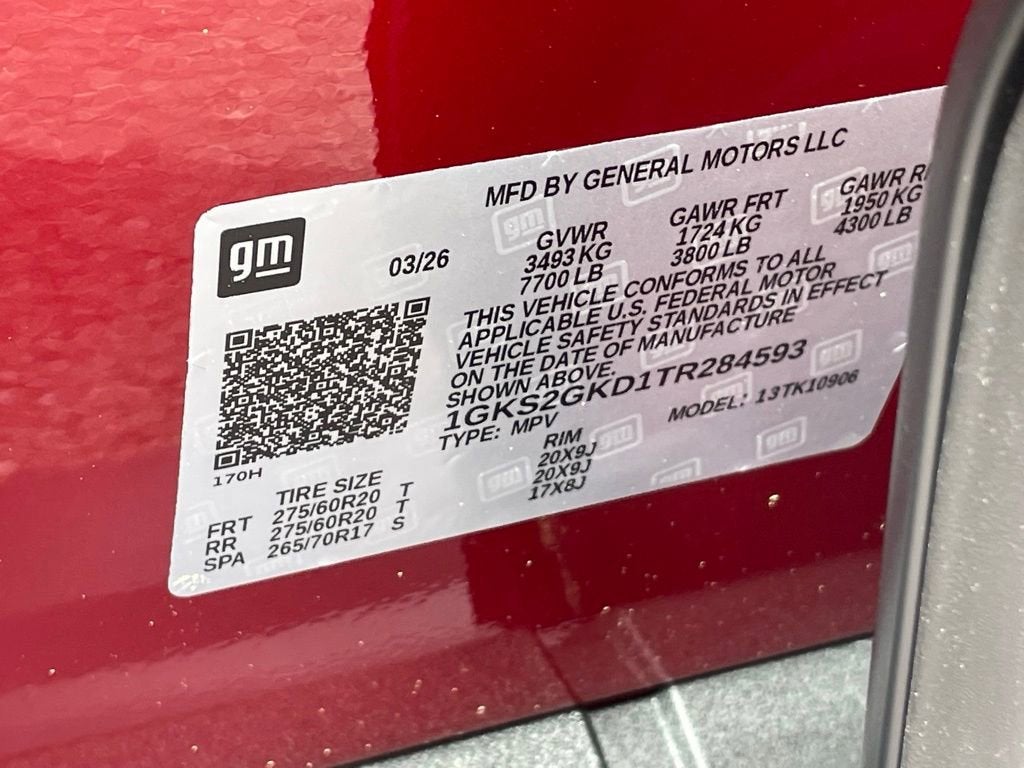 MFD BY GENERAL MOTORS LLC
gm
03/26
GVWR GAWR FRT GAWR
3493 KG 1724 KG 1950 KG
7700 LB 3800 LB 4300 LB
THIS VEHICLE CONFORMS TO ALL
APPLICABLE U.S. FEDERAL MOTOR
VEHICLE SAFETY STANDARDS IN EFFECT
ON THE DATE OF MANUFACTURE
SHOWN ABOVE.
1GKS2GKD1TR284593
TYPE: MPV MODEL: 13TK10906
170H
TIRE SIZE RIM
FRT 275/60R20 T 20X9J
RR 275/60R20 T 20X9J
SPA 265/70R17 S 17X8J